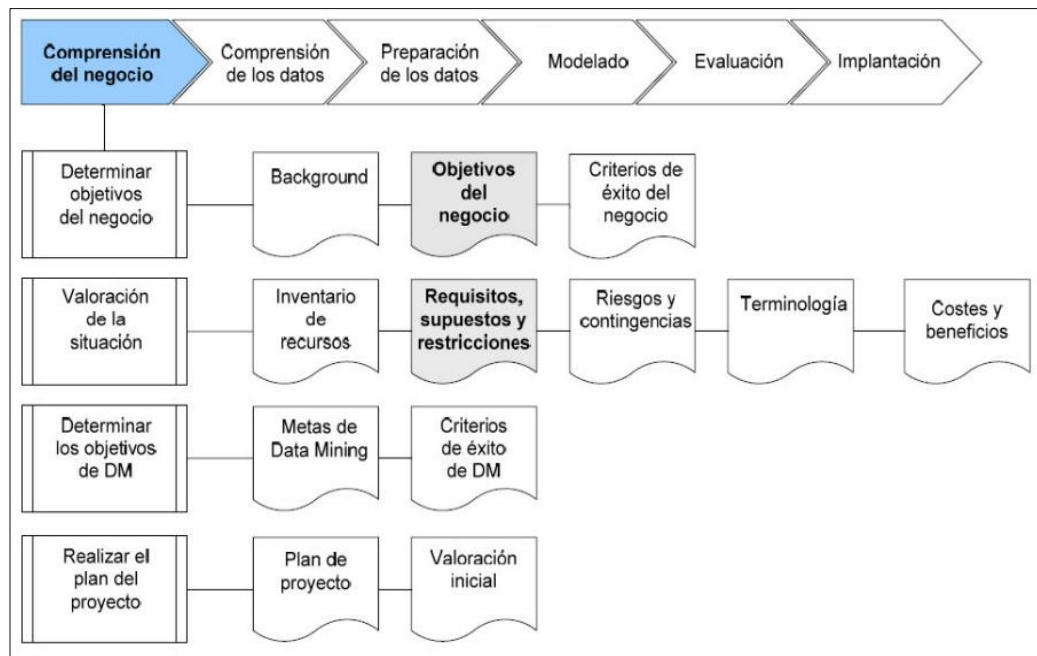 Comprensión
del negocio
Comprensión
de los datos
Preparación
de los datos
Modelado
Evaluación
Implantación
Determinar
objetivos
del negocio
Background
Objetivos
del
negocio
Criterios de
éxito del
negocio
Valoración
de la
situación
Inventario
de
recursos
Requisitos,
supuestos y
restricciones
Riesgos y
contingencias
Terminología
Costes y
beneficios
Determinar
los objetivos
de DM
Metas de
Data Mining
Criterios
de éxito
de DM
Realizar el
plan del
proyecto
Plan de
proyecto
Valoración
inicial